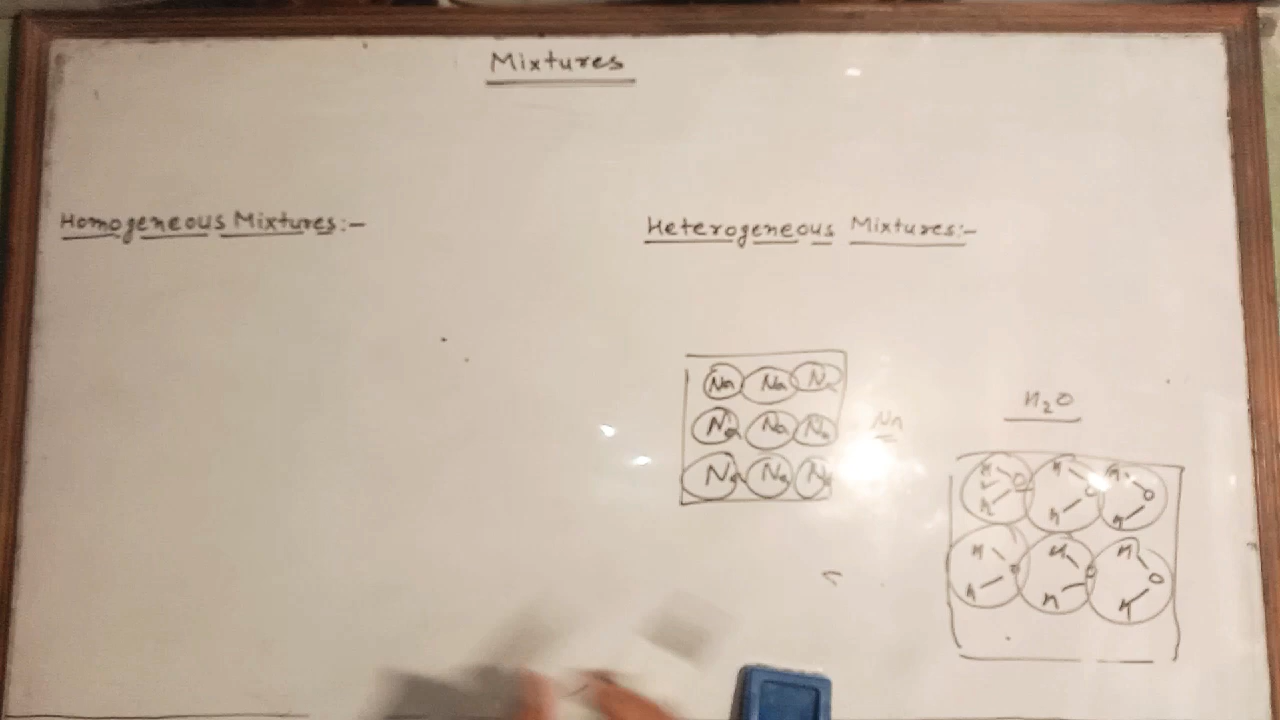 Mixtures
Homogeneous Mixtures:-
Heterogeneous Mixtures:-
Na Na Na
Na Na Na
Na Na Na
Na
H₂O
H H H
O O O
H H H
H H H
O O O
H H H